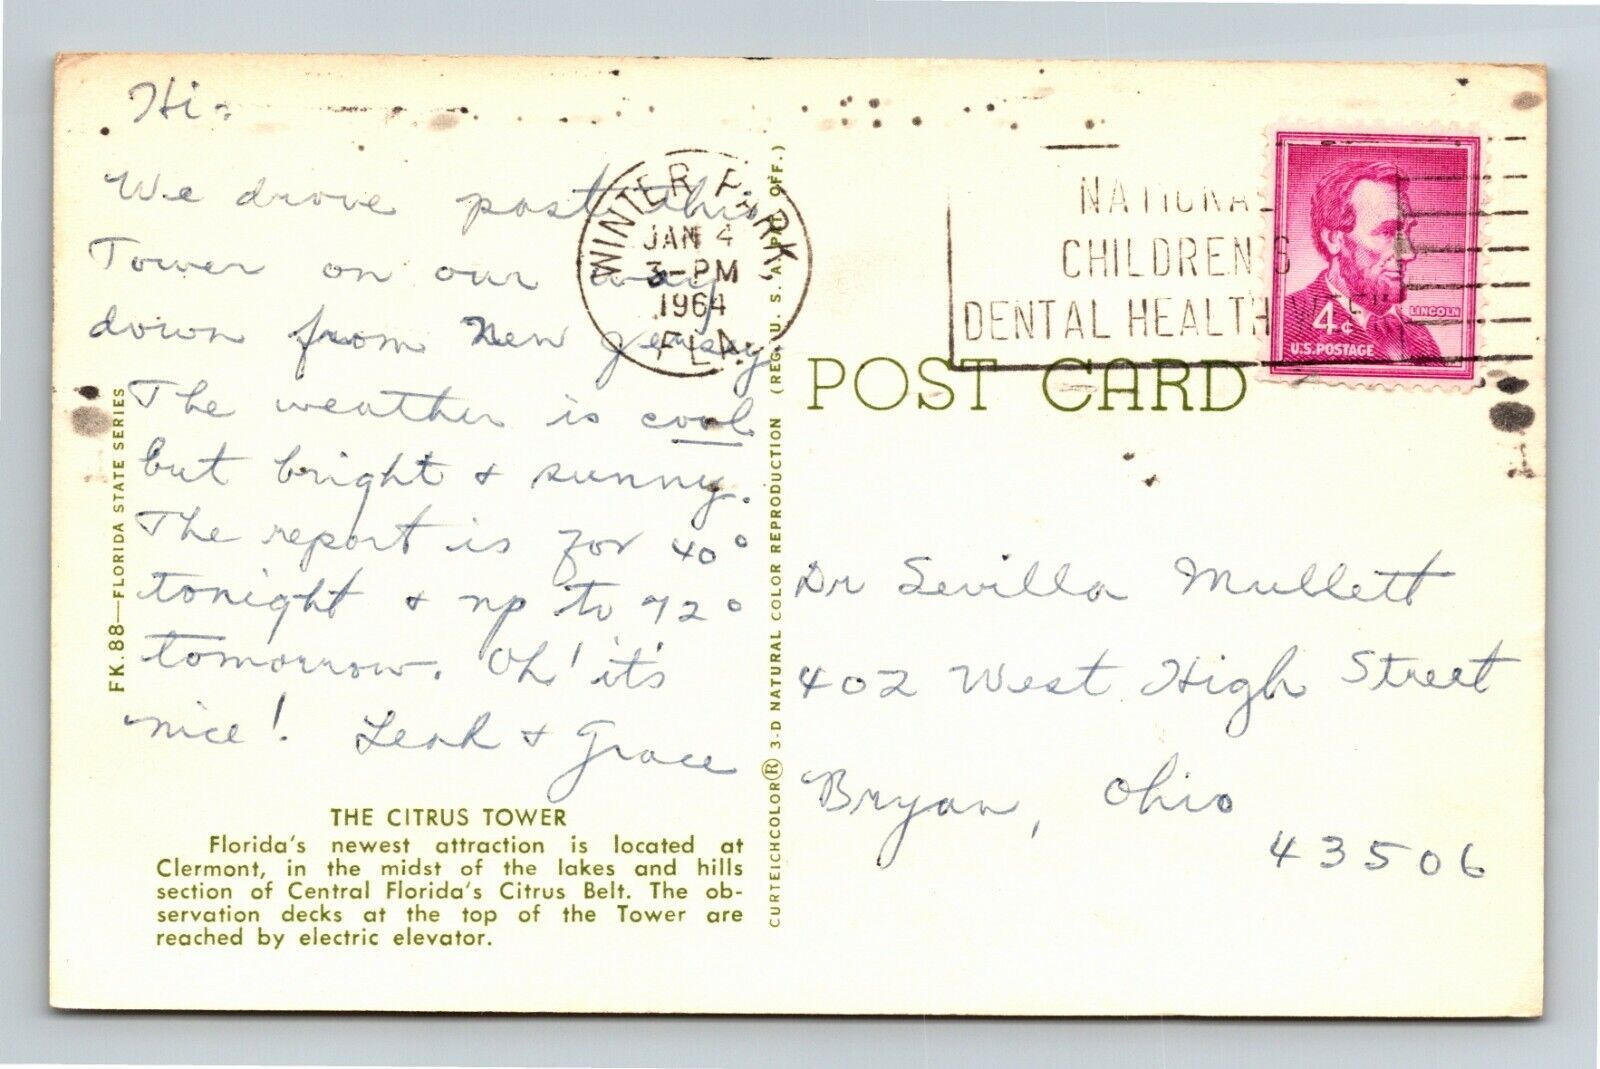 Hi-
We drove past this
Tower on our way
down from New Jersey
The weather is cool
but bright & sunny.
The report is for 40°
tonight & up to 72°
tomorrow. Oh! it's
nice! Leah & Grace
THE CITRUS TOWER
Florida's newest attraction is located at
Clermont, in the midst of the lakes and hills
section of Central Florida's Citrus Belt. The ob-
servation decks at the top of the Tower are
reached by electric elevator.
FK.88—FLORIDA STATE SERIES
WINTER PARK,
JAN 4
3-PM
1964
FLA.
CURTEICHCOLOR® 3-D NATURAL COLOR REPRODUCTION (REG. U. S. A. PAT. OFF.)
NATIONAL
CHILDREN'S
DENTAL HEALTH WEEK
LINCOLN
4¢
U.S. POSTAGE
POST CARD
Dr Sevilla Mullett
402 West High Street
Bryan, Ohio
43506